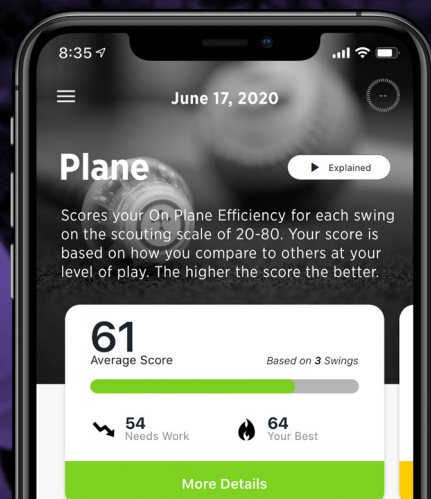 8:35
June 17, 2020
--
Plane
Explained
Scores your On Plane Efficiency for each swing
on the scouting scale of 20-80. Your score is
based on how you compare to others at your
level of play. The higher the score the better.
61
Average Score
Based on 3 Swings
54
Needs Work
64
Your Best
More Details